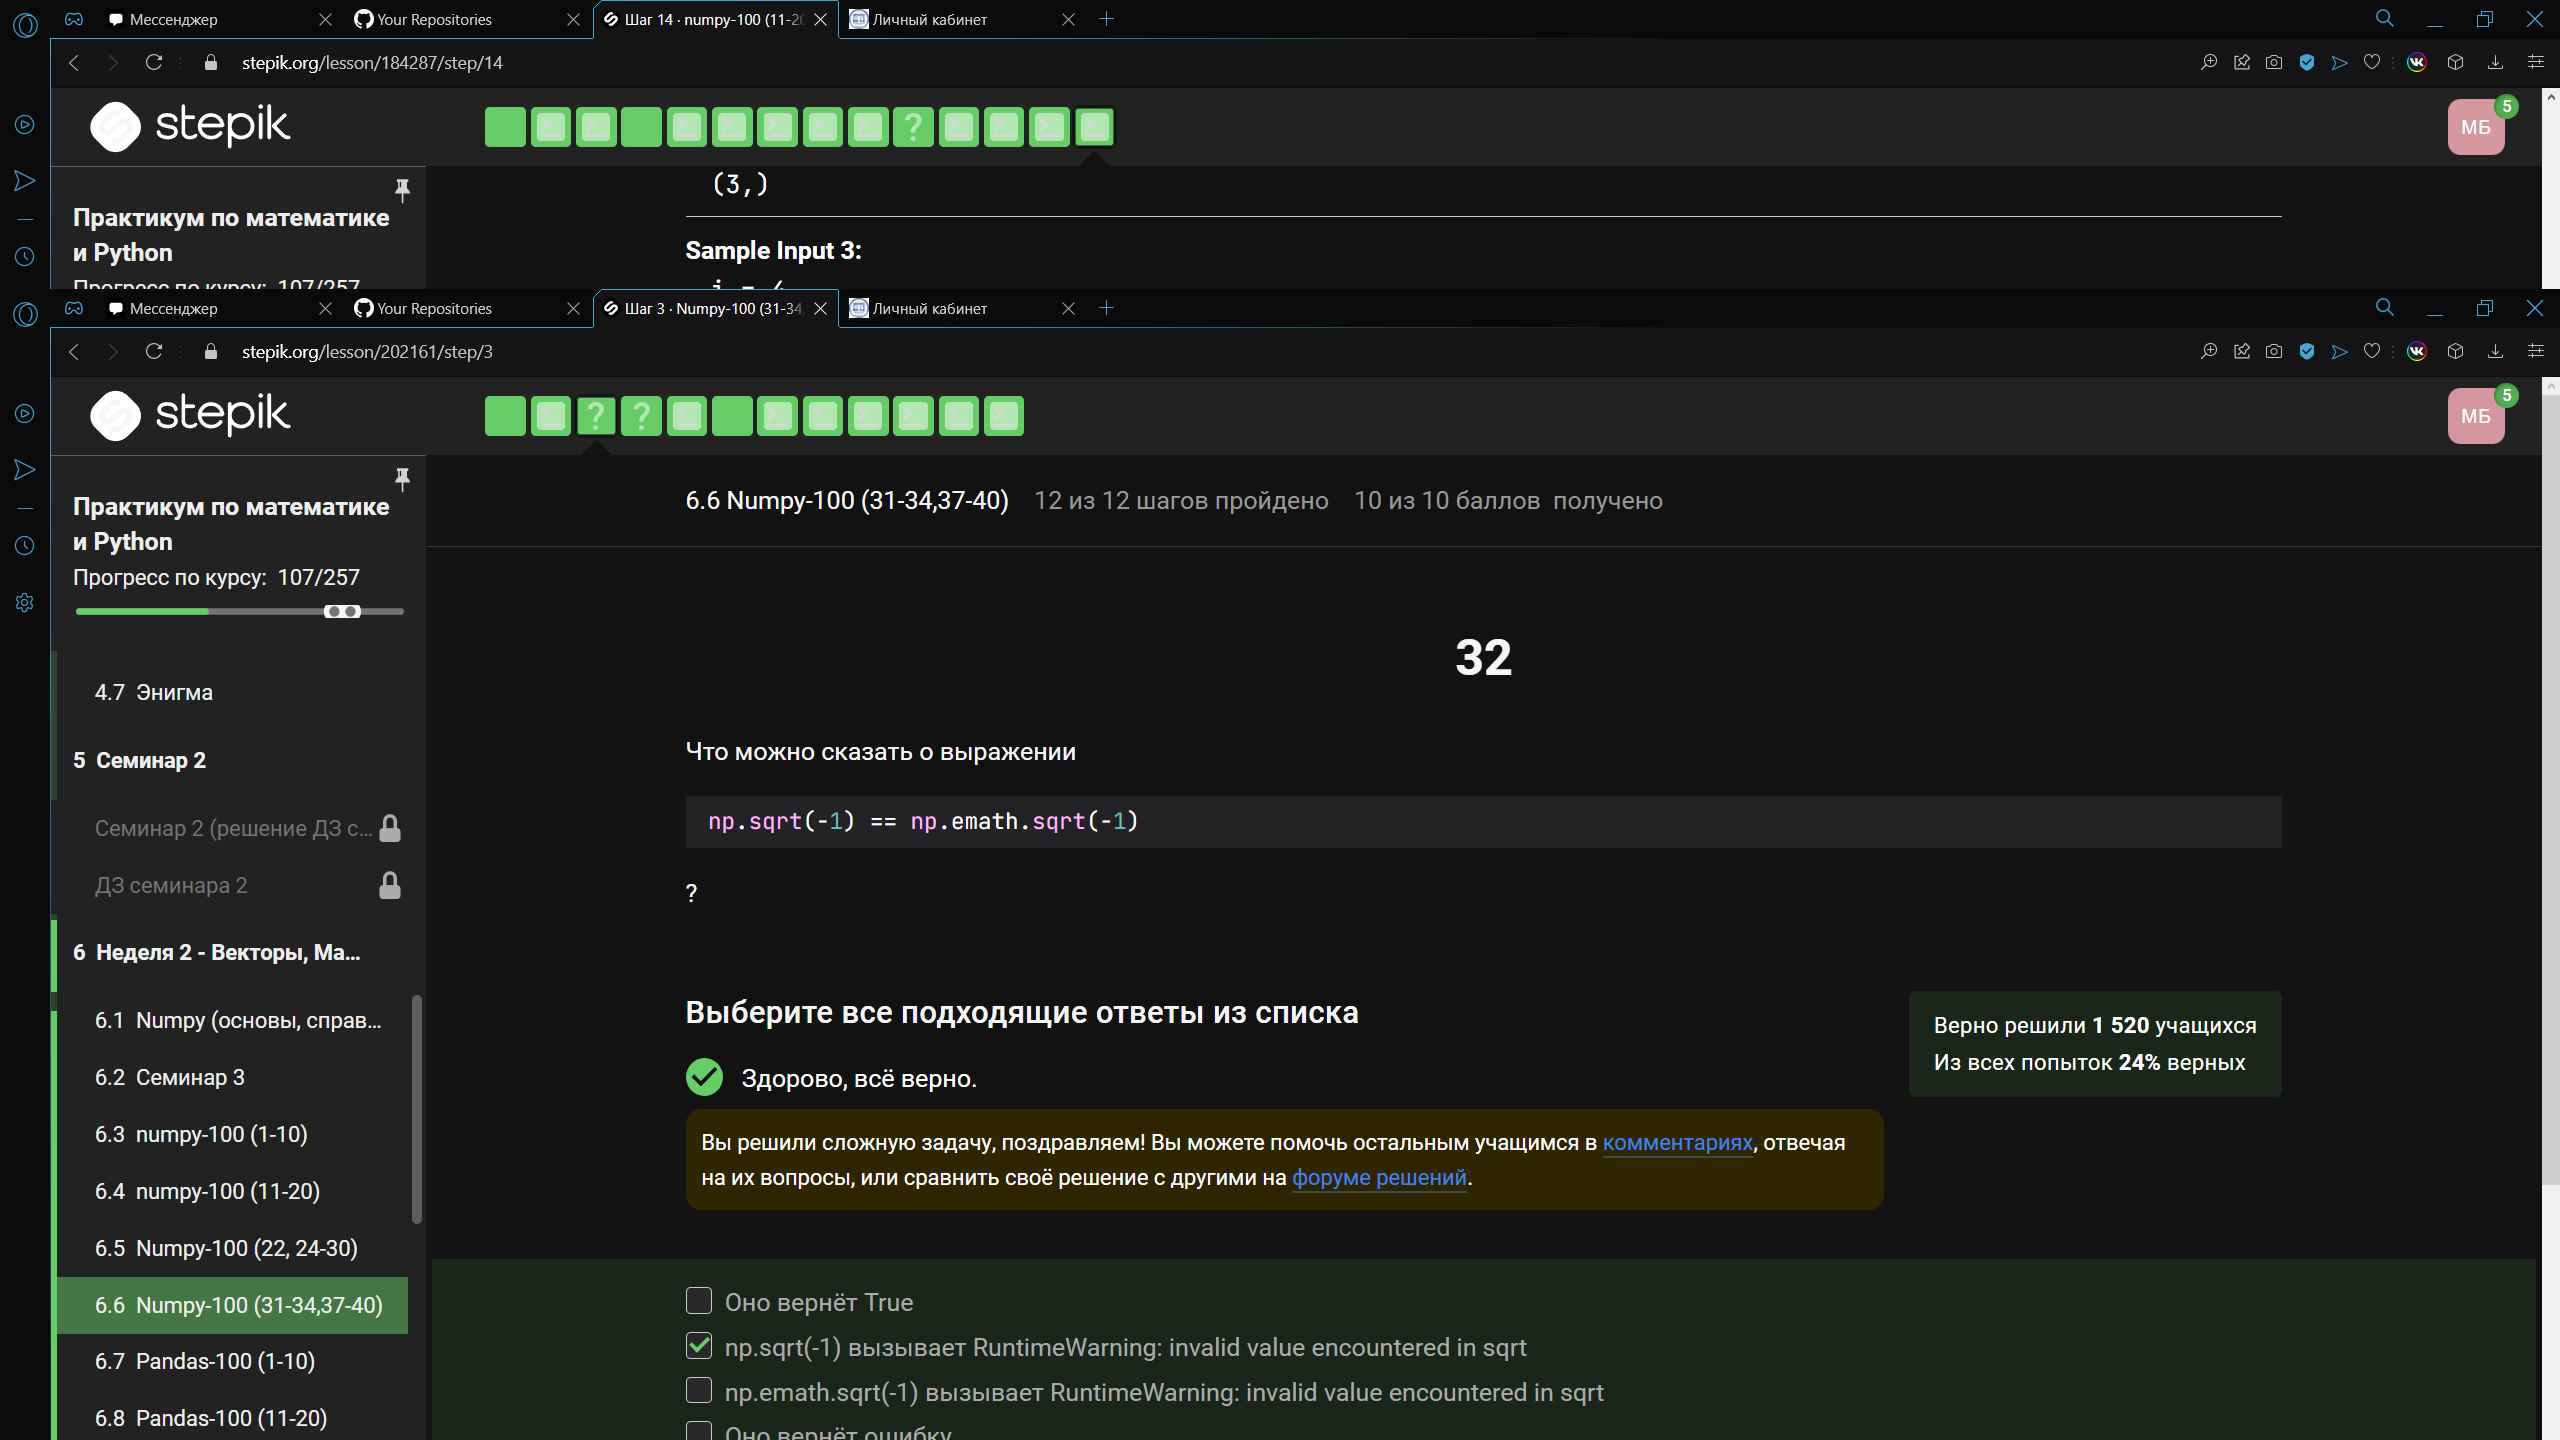 Мессенджер
Your Repositories
Шаг 14 · numpy-100 (11-20
Личный кабинет
stepik.org/lesson/184287/step/14
stepik
?
МБ
5
(3,)
Практикум по математике
и Python
Прогресс по курсу: 107/257
Sample Input 3:
i = 4
Мессенджер
Your Repositories
Шаг 3 · Numpy-100 (31-34,
Личный кабинет
stepik.org/lesson/202161/step/3
stepik
? ?
МБ
5
Практикум по математике
и Python
Прогресс по курсу: 107/257
4.7 Энигма
5 Семинар 2
Семинар 2 (решение ДЗ с...
ДЗ семинара 2
6 Неделя 2 - Векторы, Ма...
6.1 Numpy (основы, справ...
6.2 Семинар 3
6.3 numpy-100 (1-10)
6.4 numpy-100 (11-20)
6.5 Numpy-100 (22, 24-30)
6.6 Numpy-100 (31-34,37-40)
6.7 Pandas-100 (1-10)
6.8 Pandas-100 (11-20)
6.6 Numpy-100 (31-34,37-40) 12 из 12 шагов пройдено 10 из 10 баллов получено
32
Что можно сказать о выражении
np.sqrt(-1) == np.emath.sqrt(-1)
?
Выберите все подходящие ответы из списка
Здорово, всё верно.
Верно решили 1 520 учащихся
Из всех попыток 24% верных
Вы решили сложную задачу, поздравляем! Вы можете помочь остальным учащимся в комментариях, отвечая
на их вопросы, или сравнить своё решение с другими на форуме решений.
Оно вернёт True
np.sqrt(-1) вызывает RuntimeWarning: invalid value encountered in sqrt
np.emath.sqrt(-1) вызывает RuntimeWarning: invalid value encountered in sqrt
Оно вернёт ошибку